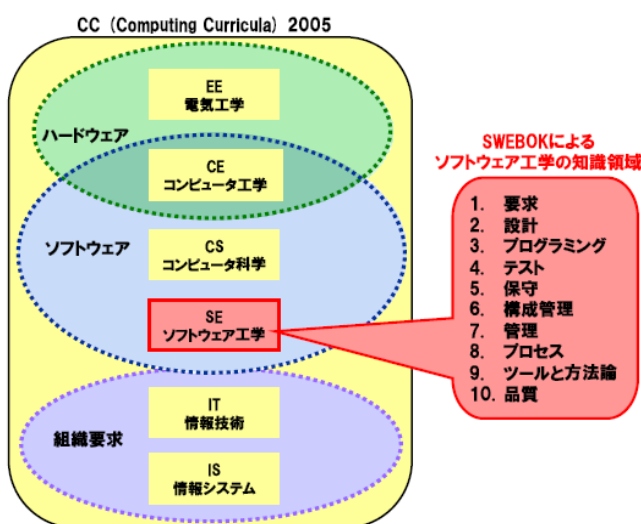 CC (Computing Curricula) 2005
EE
電気工学
ハードウェア
CE
コンピュータ工学
ソフトウェア
CS
コンピュータ科学
SE
ソフトウェア工学
IT
情報技術
組織要求
IS
情報システム
SWEBOKによる
ソフトウェア工学の知識領域
1. 要求
2. 設計
3. プログラミング
4. テスト
5. 保守
6. 構成管理
7. 管理
8. プロセス
9. ツールと方法論
10. 品質